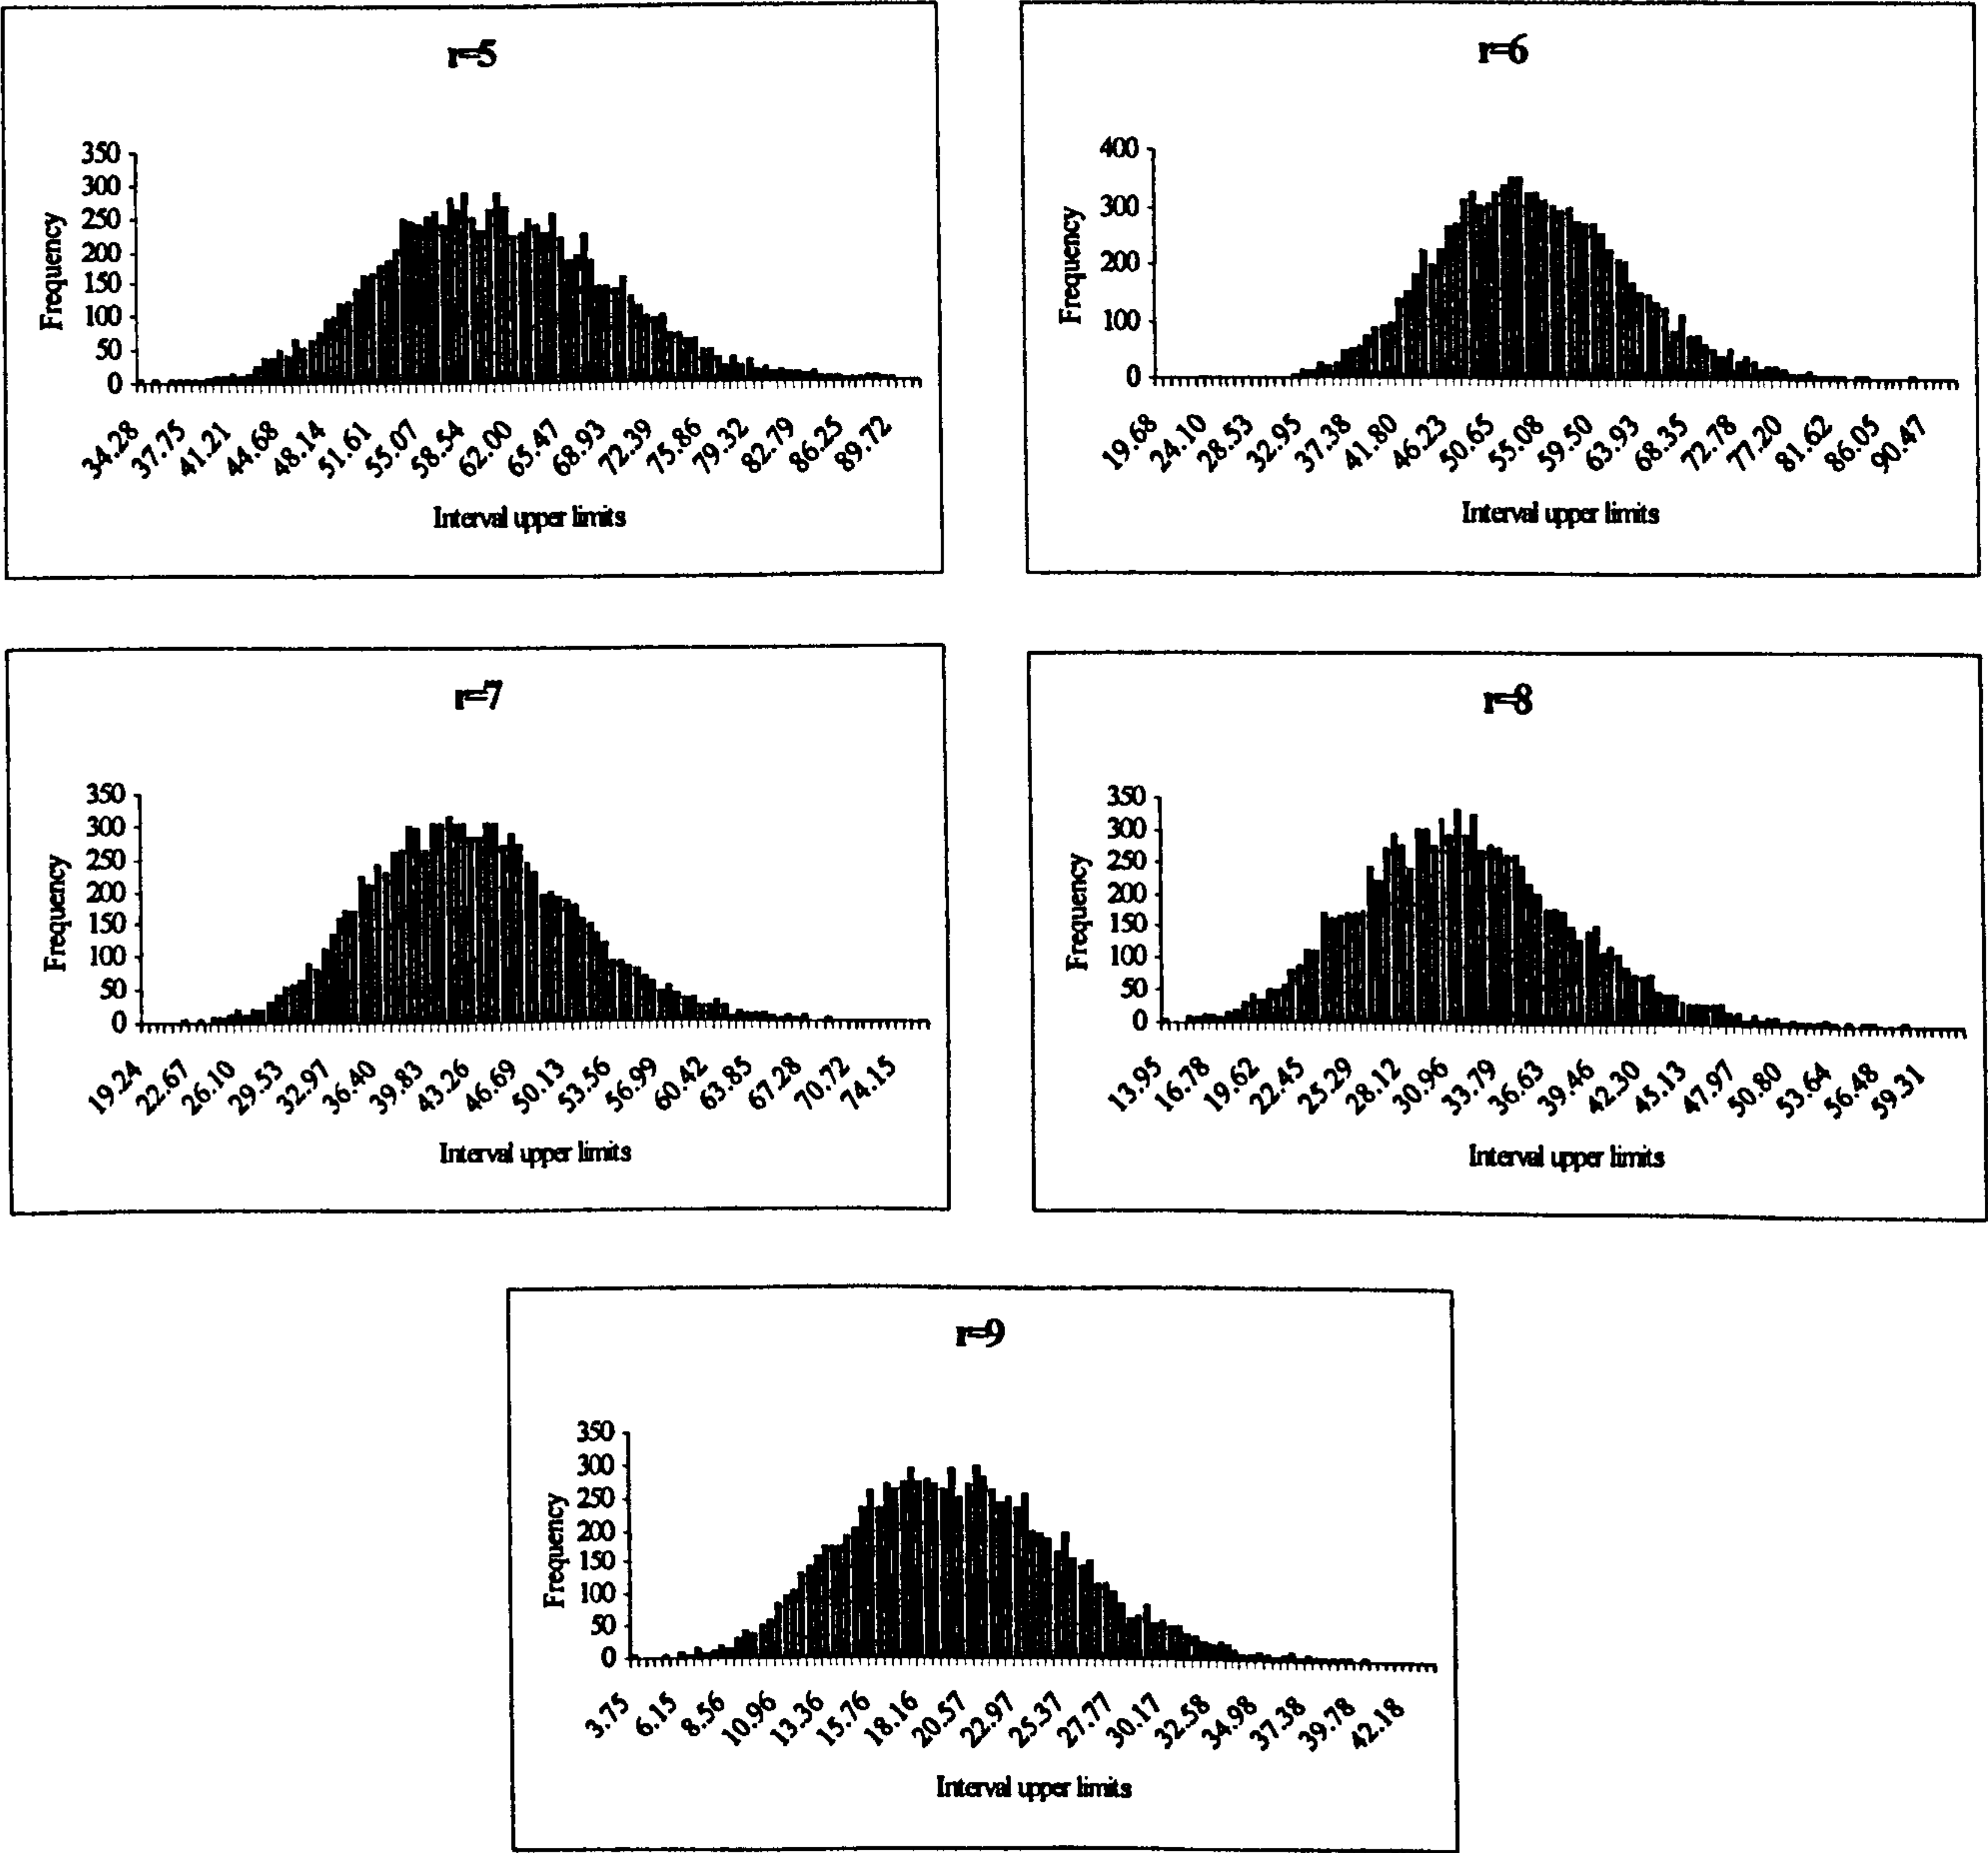 r=5
350
300
250
200
150
100
50
0
Frequency
34.28 37.75 41.21 44.68 48.14 51.61 55.07 58.54 62.00 65.47 68.93 72.39 75.86 79.32 82.79 86.25 89.72
Interval upper limits
r=6
400
300
200
100
0
Frequency
19.68 24.10 28.53 32.95 37.38 41.80 46.23 50.65 55.08 59.50 63.93 68.35 72.78 77.20 81.62 86.05 90.47
Interval upper limits
r=7
350
300
250
200
150
100
50
0
Frequency
19.24 22.67 26.10 29.53 32.97 36.40 39.83 43.26 46.69 50.13 53.56 56.99 60.42 63.85 67.28 70.72 74.15
Interval upper limits
r=8
350
300
250
200
150
100
50
0
Frequency
13.95 16.78 19.62 22.45 25.29 28.12 30.96 33.79 36.63 39.46 42.30 45.13 47.97 50.80 53.64 56.48 59.31
Interval upper limits
r=9
350
300
250
200
150
100
50
0
Frequency
3.75 6.15 8.56 10.96 13.36 15.76 18.16 20.57 22.97 25.37 27.77 30.17 32.58 34.98 37.38 39.78 42.18
Interval upper limits